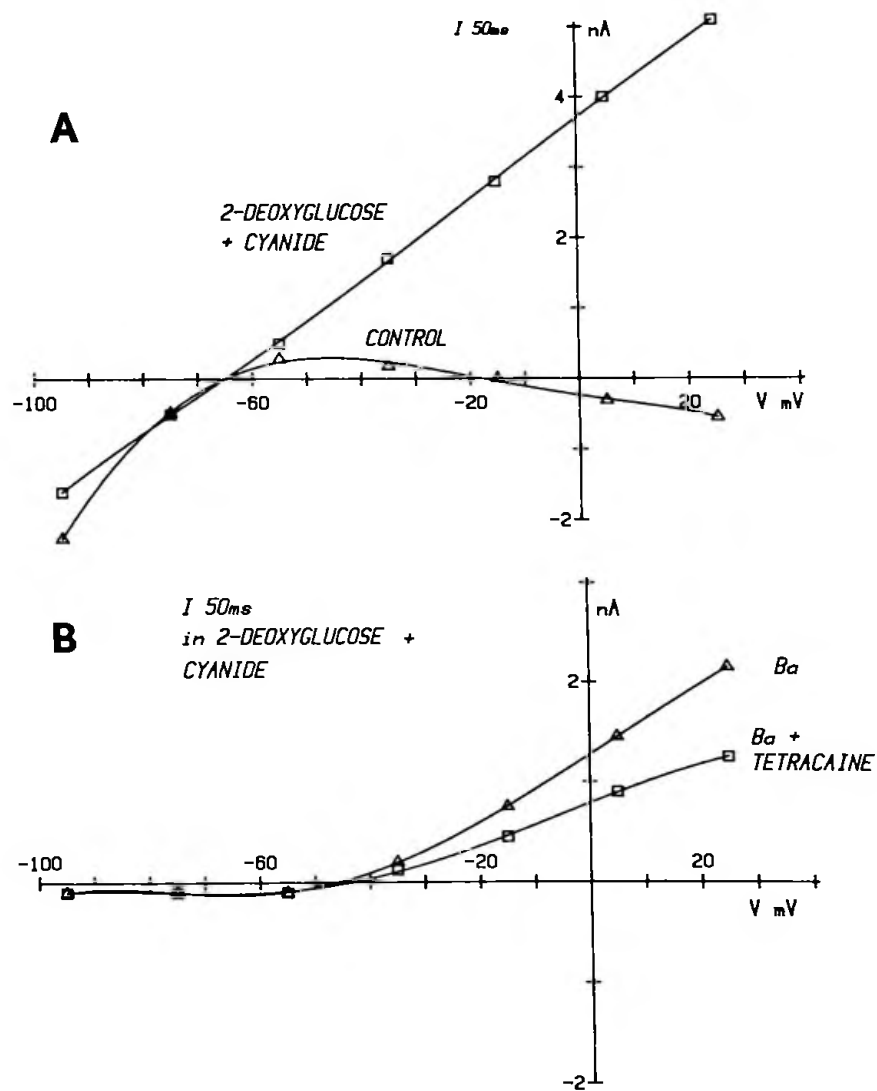 I 50ms
nA
A
4
2-DEOXYGLUCOSE
+ CYANIDE
2
CONTROL
-100
-60
-20
20
V mV
-2
I 50ms
in 2-DEOXYGLUCOSE +
CYANIDE
nA
B
Ba
2
Ba +
TETRACAINE
-100
-60
-20
20
V mV
-2